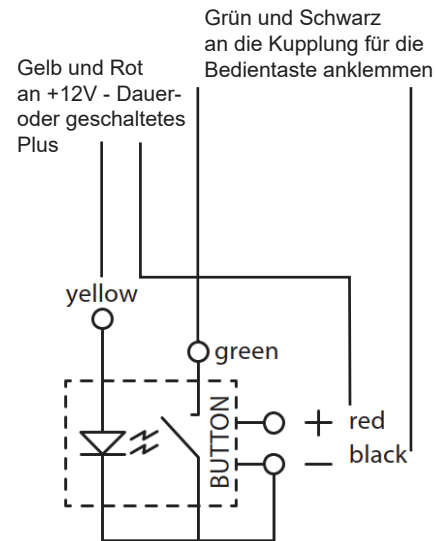 Grün und Schwarz
an die Kupplung für die
Bedientaste anklemmen
Gelb und Rot
an +12V - Dauer-
oder geschaltetes
Plus
yellow
green
BUTTON
+ red
− black